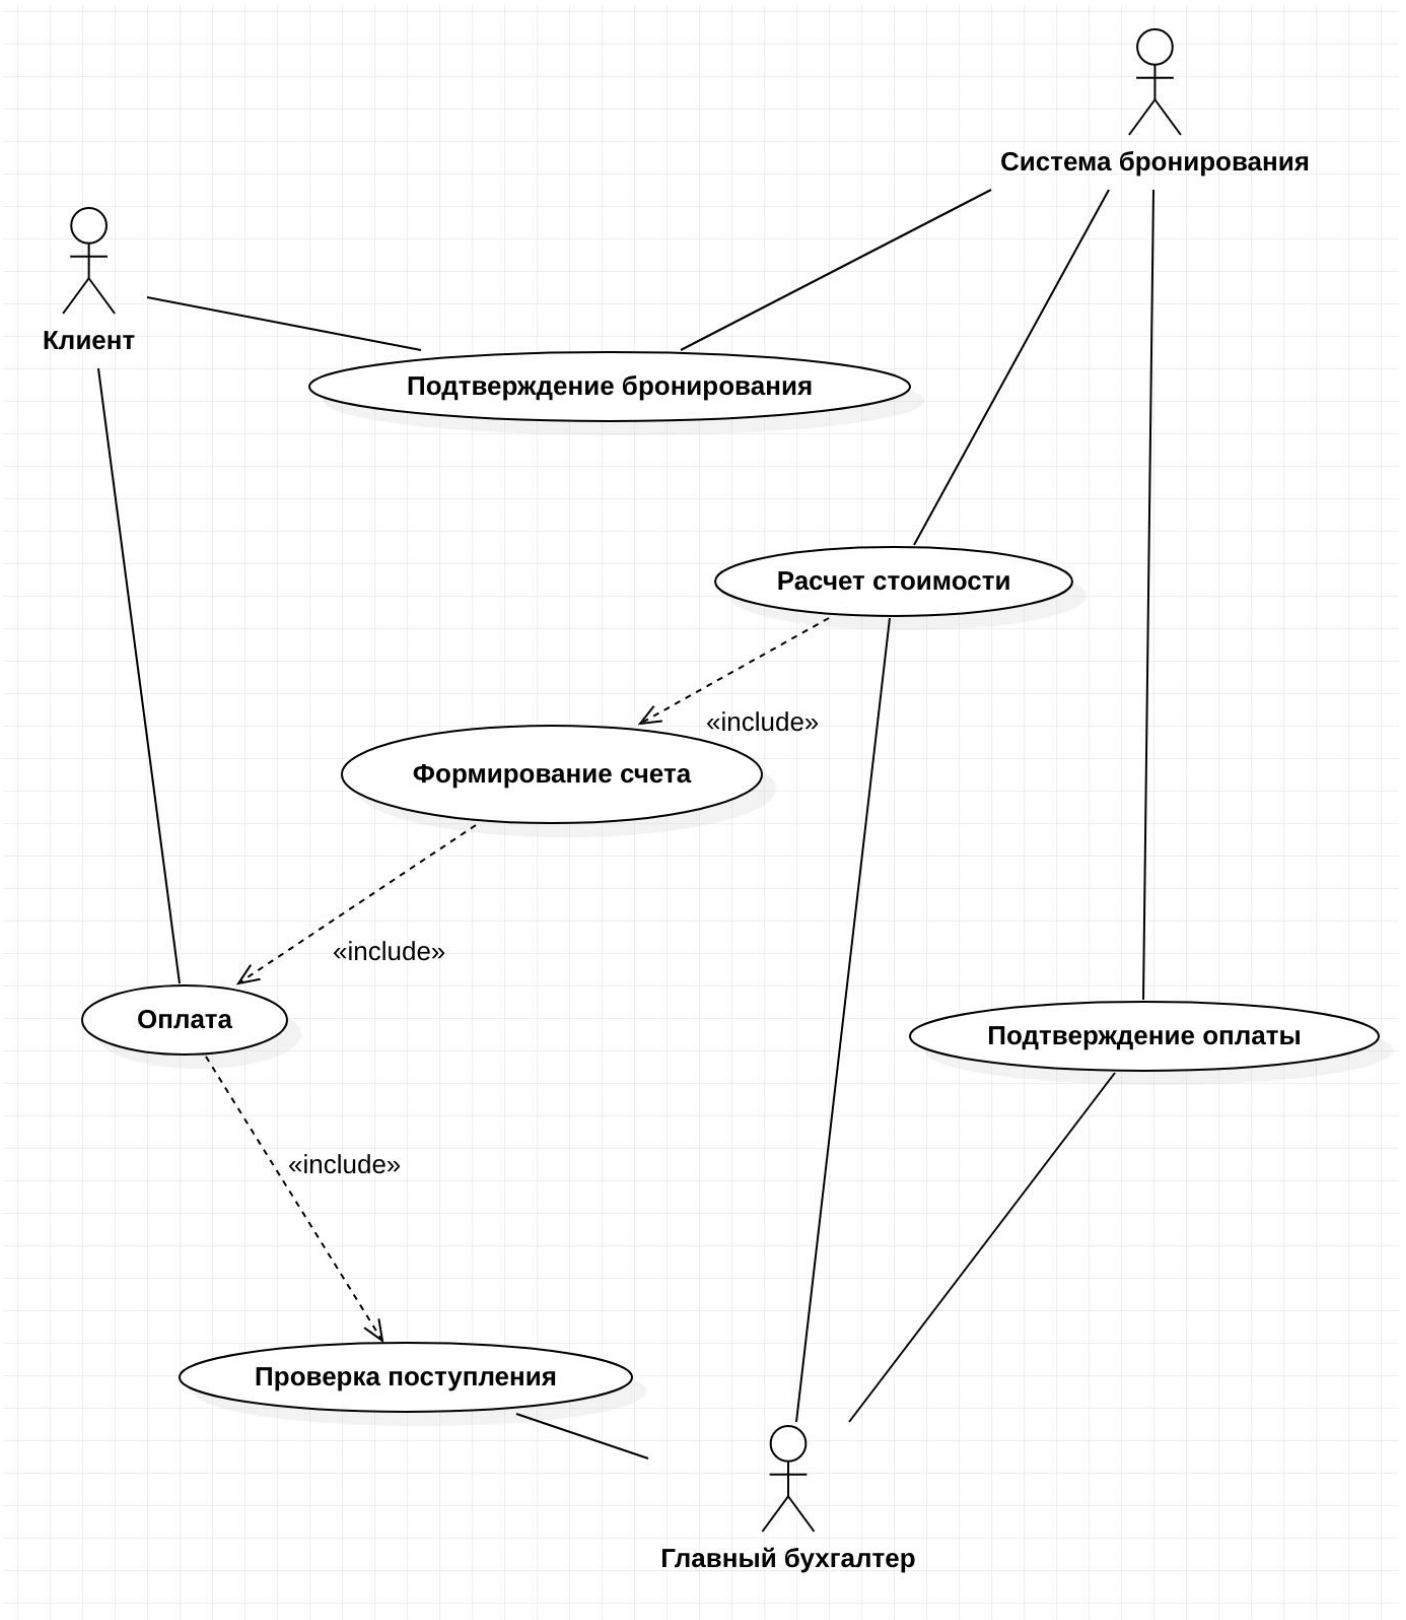 Система бронирования
Клиент
Подтверждение бронирования
Расчет стоимости
«include»
Формирование счета
«include»
Оплата
Подтверждение оплаты
«include»
Проверка поступления
Главный бухгалтер